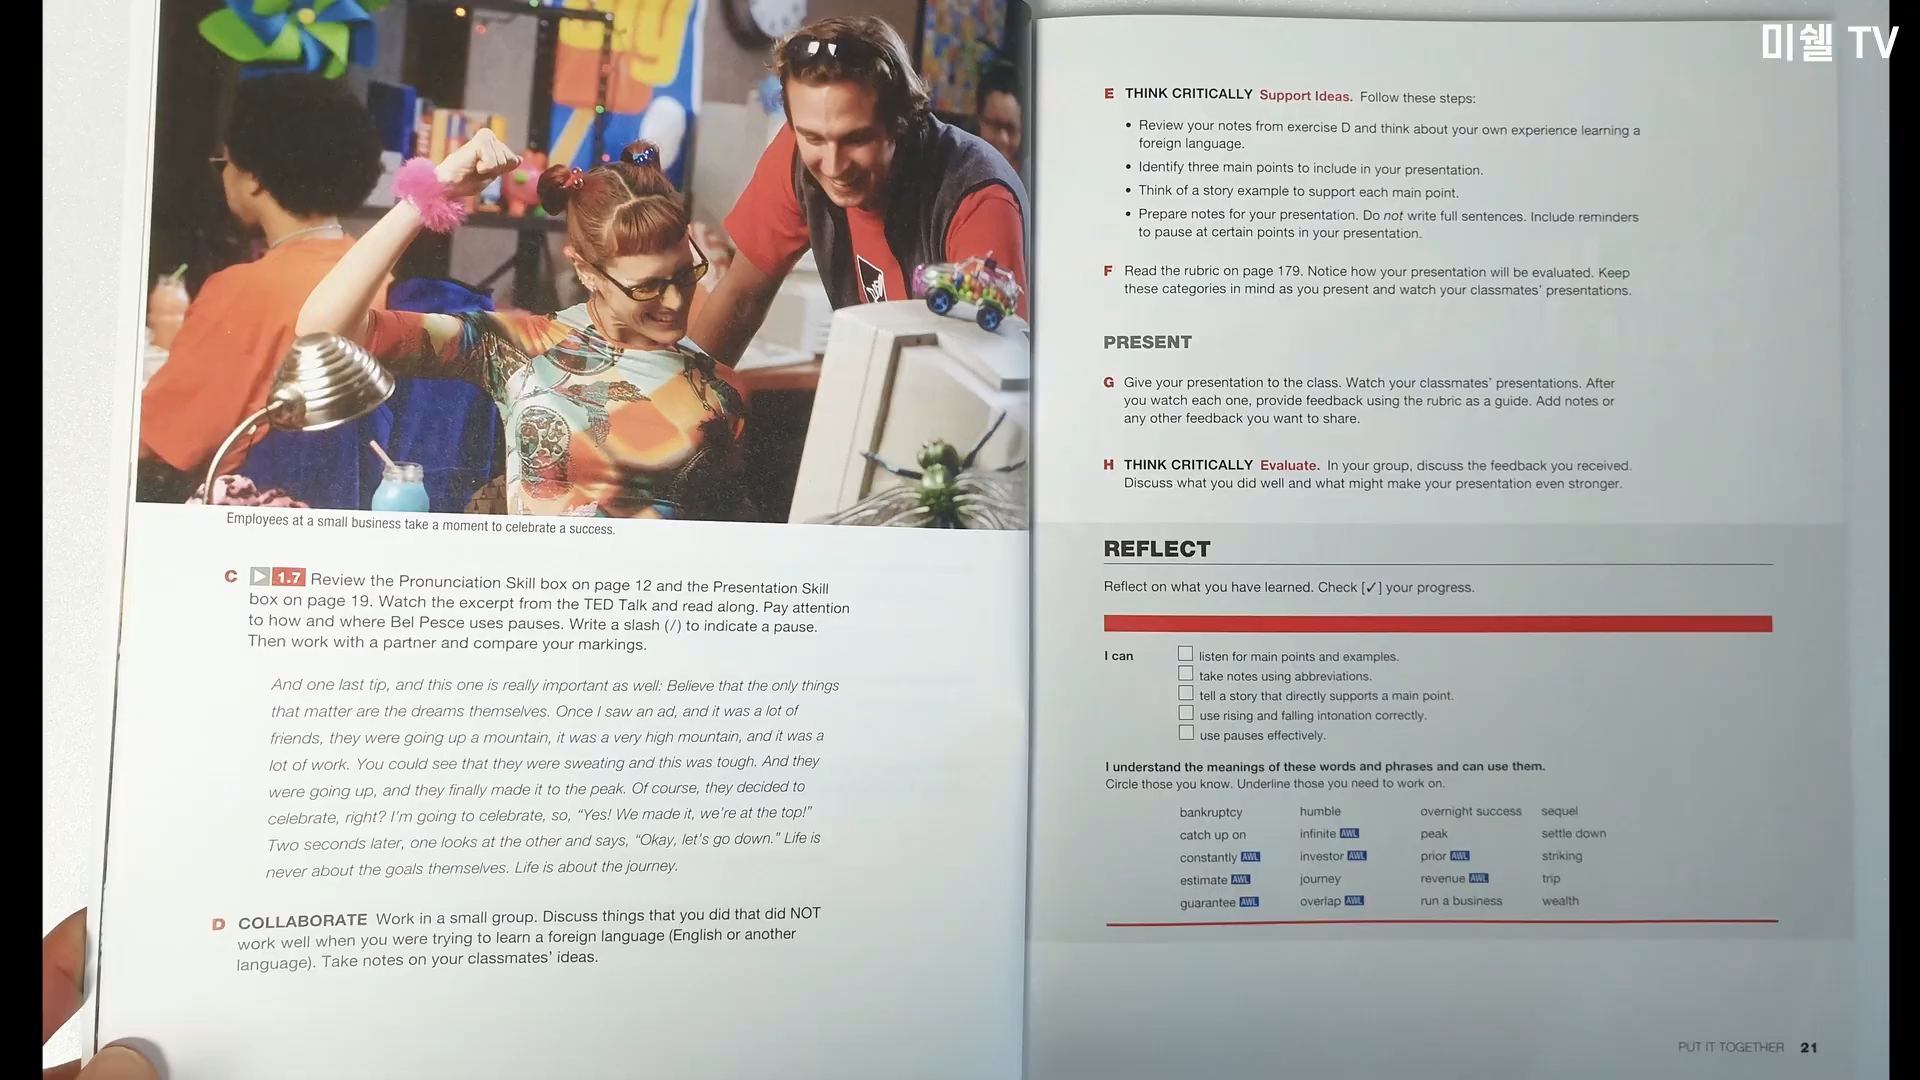 미쉘 TV
Employees at a small business take a moment to celebrate a success.
C 1.7 Review the Pronunciation Skill box on page 12 and the Presentation Skill
box on page 19. Watch the excerpt from the TED Talk and read along. Pay attention
to how and where Bel Pesce uses pauses. Write a slash (/) to indicate a pause.
Then work with a partner and compare your markings.
And one last tip, and this one is really important as well: Believe that the only things
that matter are the dreams themselves. Once I saw an ad, and it was a lot of
friends, they were going up a mountain, it was a very high mountain, and it was a
lot of work. You could see that they were sweating and this was tough. And they
were going up, and they finally made it to the peak. Of course, they decided to
celebrate, right? I'm going to celebrate, so, “Yes! We made it, we're at the top!”
Two seconds later, one looks at the other and says, “Okay, let's go down.” Life is
never about the goals themselves. Life is about the journey.
D COLLABORATE Work in a small group. Discuss things that you did that did NOT
work well when you were trying to learn a foreign language (English or another
language). Take notes on your classmates' ideas.
E THINK CRITICALLY Support Ideas. Follow these steps:
• Review your notes from exercise D and think about your own experience learning a
foreign language.
• Identify three main points to include in your presentation.
• Think of a story example to support each main point.
• Prepare notes for your presentation. Do not write full sentences. Include reminders
to pause at certain points in your presentation.
F Read the rubric on page 179. Notice how your presentation will be evaluated. Keep
these categories in mind as you present and watch your classmates' presentations.
PRESENT
G Give your presentation to the class. Watch your classmates' presentations. After
you watch each one, provide feedback using the rubric as a guide. Add notes or
any other feedback you want to share.
H THINK CRITICALLY Evaluate. In your group, discuss the feedback you received.
Discuss what you did well and what might make your presentation even stronger.
REFLECT
Reflect on what you have learned. Check [✓] your progress.
I can listen for main points and examples.
take notes using abbreviations.
tell a story that directly supports a main point.
use rising and falling intonation correctly.
use pauses effectively.
I understand the meanings of these words and phrases and can use them.
Circle those you know. Underline those you need to work on.
bankruptcy humble overnight success sequel
catch up on infinite AWL peak settle down
constantly AWL investor AWL prior AWL striking
estimate AWL journey revenue AWL trip
guarantee AWL overlap AWL run a business wealth
PUT IT TOGETHER 21